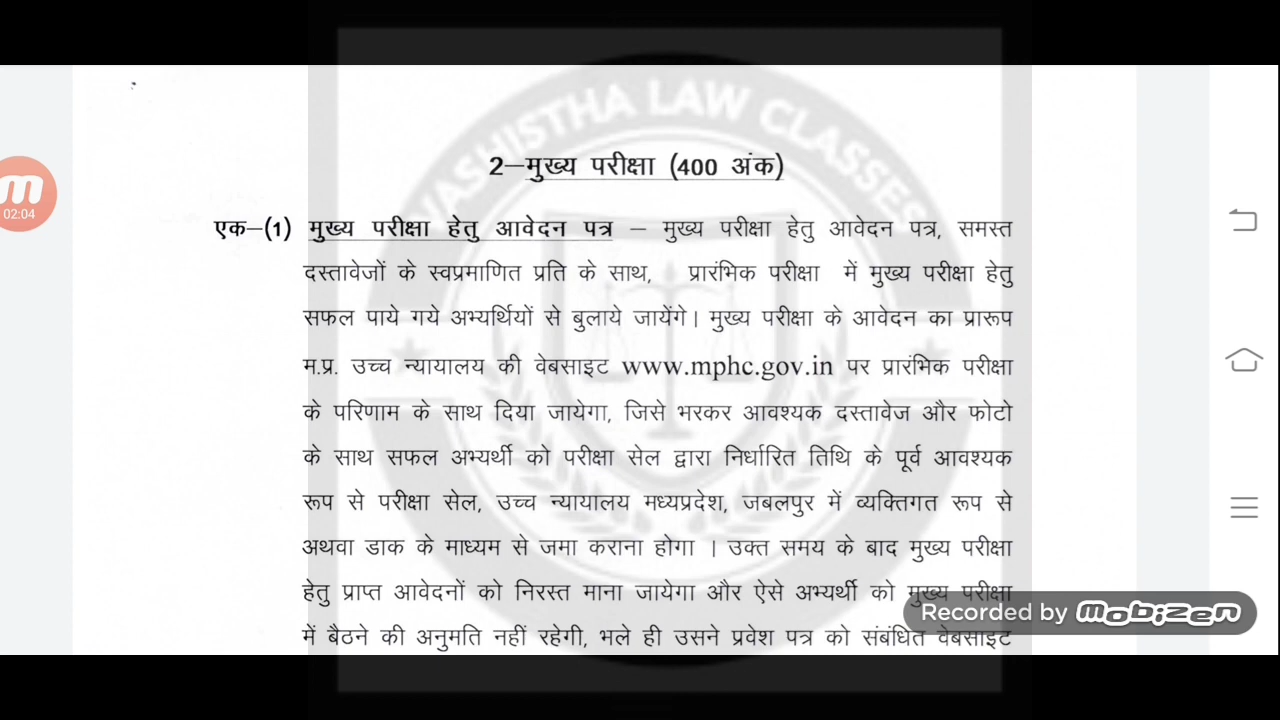 VASHISTHA LAW CLASSES
2–मुख्य परीक्षा (400 अंक)
एक–(1) मुख्य परीक्षा हेतु आवेदन पत्र – मुख्य परीक्षा हेतु आवेदन पत्र, समस्त
दस्तावेजों के स्वप्रमाणित प्रति के साथ, प्रारंभिक परीक्षा में मुख्य परीक्षा हेतु
सफल पाये गये अभ्यर्थियों से बुलाये जायेंगे। मुख्य परीक्षा के आवेदन का प्रारूप
म.प्र. उच्च न्यायालय की वेबसाइट www.mphc.gov.in पर प्रारंभिक परीक्षा
के परिणाम के साथ दिया जायेगा, जिसे भरकर आवश्यक दस्तावेज और फोटो
के साथ सफल अभ्यर्थी को परीक्षा सेल द्वारा निर्धारित तिथि के पूर्व आवश्यक
रूप से परीक्षा सेल, उच्च न्यायालय मध्यप्रदेश, जबलपुर में व्यक्तिगत रूप से
अथवा डाक के माध्यम से जमा कराना होगा । उक्त समय के बाद मुख्य परीक्षा
हेतु प्राप्त आवेदनों को निरस्त माना जायेगा और ऐसे अभ्यर्थी को मुख्य परीक्षा
में बैठने की अनुमति नहीं रहेगी, भले ही उसने प्रवेश पत्र को संबंधित वेबसाइट
02:04
Recorded by mobizen